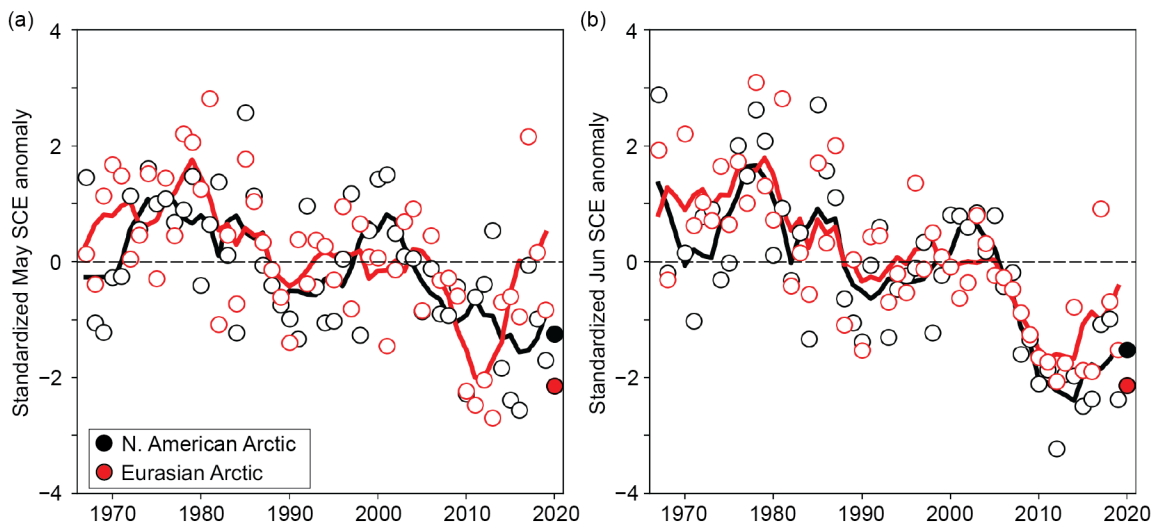 (a)
Standardized May SCE anomaly
4
2
0
−2
−4
N. American Arctic
Eurasian Arctic
1970 1980 1990 2000 2010 2020
(b)
Standardized Jun SCE anomaly
4
2
0
−2
−4
1970 1980 1990 2000 2010 2020